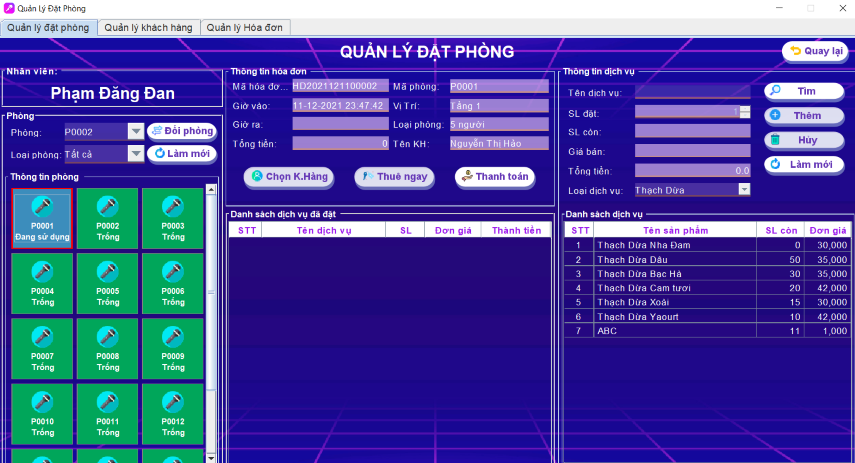 Quản Lý Đặt Phòng
Quản lý đặt phòng Quản lý khách hàng Quản lý Hóa đơn
QUẢN LÝ ĐẶT PHÒNG
Quay lại
Nhân viên:
Phạm Đăng Đan
Phòng
Phòng: P0002 Đổi phòng
Loại phòng: Tất cả Làm mới
Thông tin phòng
P0001 P0002 P0003
Đang sử dụng Trống Trống
P0004 P0005 P0006
Trống Trống Trống
P0007 P0008 P0009
Trống Trống Trống
P0010 P0011 P0012
Trống Trống Trống
Thông tin hóa đơn
Mã hóa đơ... HD2021121100002 Mã phòng: P0001
Giờ vào: 11-12-2021 23.47.42 Vị Trí: Tầng 1
Giờ ra: Loại phòng: 5 người
Tổng tiền: 0 Tên KH: Nguyễn Thị Hảo
Chọn K.Hàng Thuê ngay Thanh toán
Danh sách dịch vụ đã đặt
STT Tên dịch vụ SL Đơn giá Thành tiền
Thông tin dịch vụ
Tên dịch vụ: Tìm
SL đặt: 1 Thêm
SL còn: Hủy
Giá bán: Làm mới
Tổng tiền: 0.0
Loại dịch vụ: Thạch Dừa
Danh sách dịch vụ
STT Tên sản phẩm SL còn Đơn giá
1 Thạch Dừa Nha Đam 0 30,000
2 Thạch Dừa Dâu 50 35,000
3 Thạch Dừa Bạc Hà 30 35,000
4 Thạch Dừa Cam tươi 20 42,000
5 Thạch Dừa Xoài 15 30,000
6 Thạch Dừa Yaourt 10 42,000
7 ABC 11 1,000